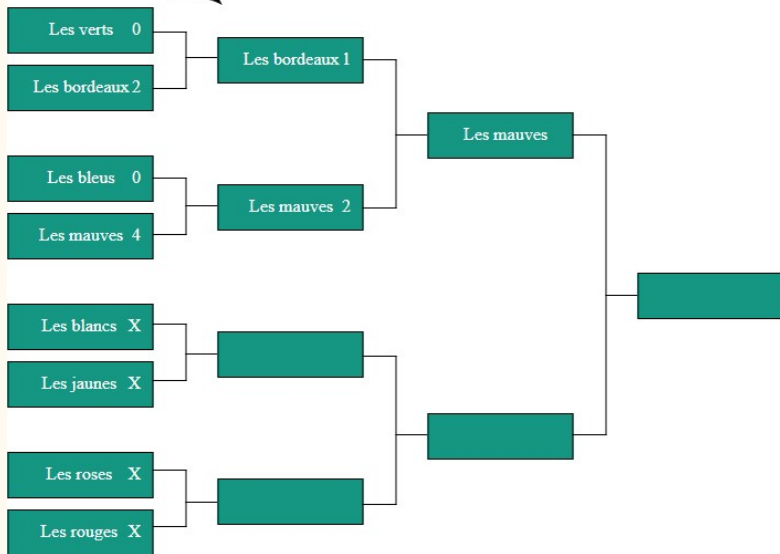 Les verts 0
Les bordeaux 2
Les bleus 0
Les mauves 4
Les blancs X
Les jaunes X
Les roses X
Les rouges X
Les bordeaux 1
Les mauves 2
Les mauves